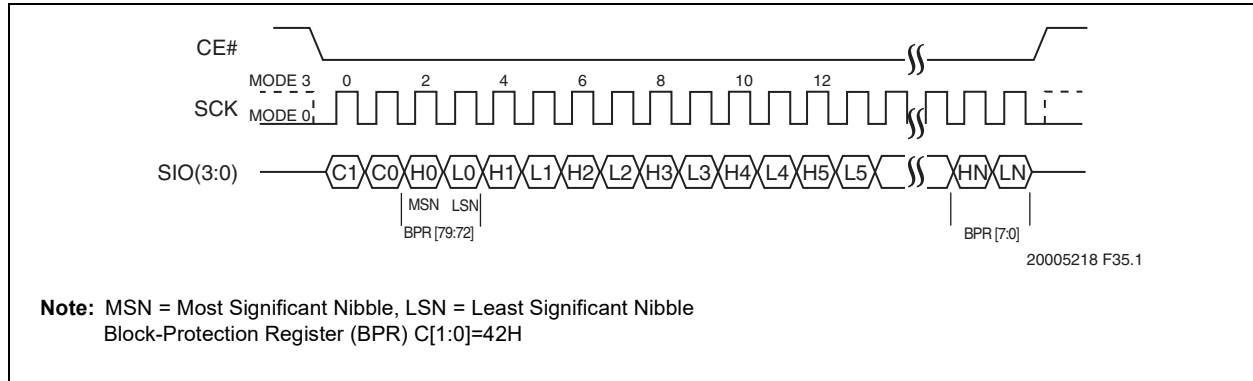 CE#
MODE 3 0 2 4 6 8 10 12
SCK
MODE 0
SIO(3:0) C1 C0 H0 L0 H1 L1 H2 L2 H3 L3 H4 L4 H5 L5 HN LN
MSN LSN
BPR [79:72] BPR [7:0]
20005218 F35.1
Note: MSN = Most Significant Nibble, LSN = Least Significant Nibble
Block-Protection Register (BPR) C[1:0]=42H